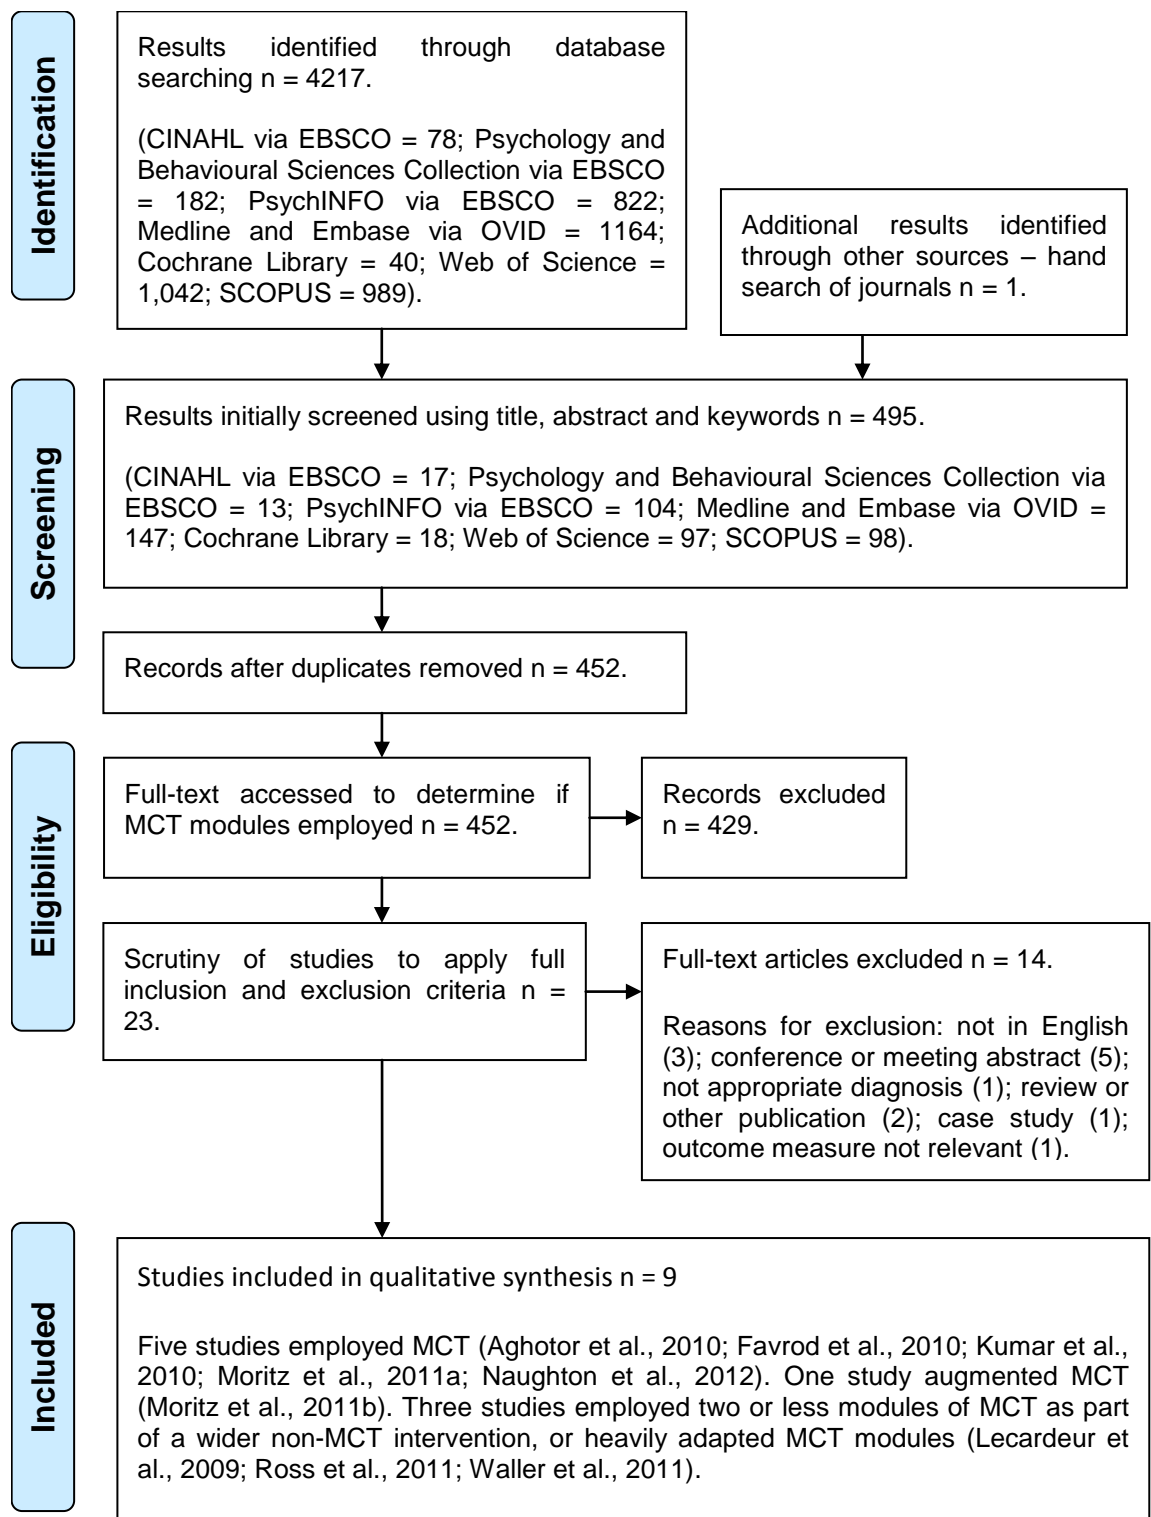 Identification
Results identified through database
searching n = 4217.
(CINAHL via EBSCO = 78; Psychology and
Behavioural Sciences Collection via EBSCO
= 182; PsychINFO via EBSCO = 822;
Medline and Embase via OVID = 1164;
Cochrane Library = 40; Web of Science =
1,042; SCOPUS = 989).
Additional results identified
through other sources – hand
search of journals n = 1.
Screening
Results initially screened using title, abstract and keywords n = 495.
(CINAHL via EBSCO = 17; Psychology and Behavioural Sciences Collection via
EBSCO = 13; PsychINFO via EBSCO = 104; Medline and Embase via OVID =
147; Cochrane Library = 18; Web of Science = 97; SCOPUS = 98).
Records after duplicates removed n = 452.
Eligibility
Full-text accessed to determine if
MCT modules employed n = 452.
Records excluded
n = 429.
Scrutiny of studies to apply full
inclusion and exclusion criteria n =
23.
Full-text articles excluded n = 14.
Reasons for exclusion: not in English
(3); conference or meeting abstract (5);
not appropriate diagnosis (1); review or
other publication (2); case study (1);
outcome measure not relevant (1).
Included
Studies included in qualitative synthesis n = 9
Five studies employed MCT (Aghotor et al., 2010; Favrod et al., 2010; Kumar et al.,
2010; Moritz et al., 2011a; Naughton et al., 2012). One study augmented MCT
(Moritz et al., 2011b). Three studies employed two or less modules of MCT as part
of a wider non-MCT intervention, or heavily adapted MCT modules (Lecardeur et
al., 2009; Ross et al., 2011; Waller et al., 2011).